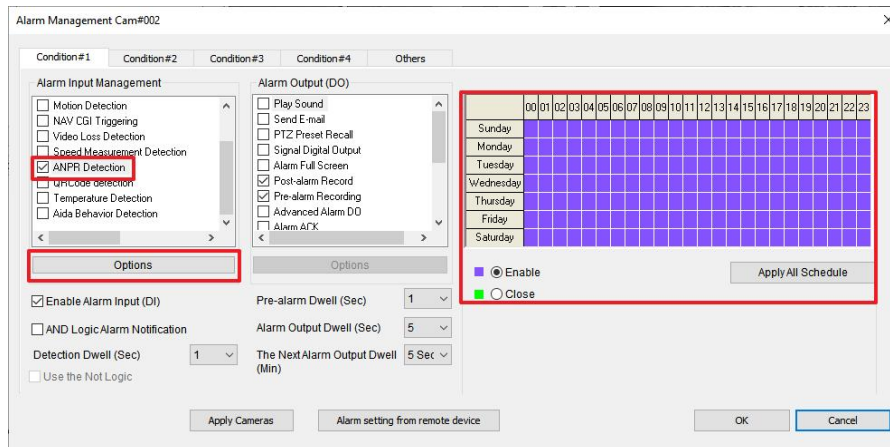 Alarm Management Cam#002
Condition#1 Condition#2 Condition#3 Condition#4 Others
Alarm Input Management
Motion Detection
NAV CGI Triggering
Video Loss Detection
Speed Measurement Detection
ANPR Detection
QRCode detection
Temperature Detection
Aida Behavior Detection
Options
Enable Alarm Input (DI)
AND Logic Alarm Notification
Detection Dwell (Sec) 1
Use the Not Logic
Alarm Output (DO)
Play Sound
Send E-mail
PTZ Preset Recall
Signal Digital Output
Alarm Full Screen
Post-alarm Record
Pre-alarm Recording
Advanced Alarm DO
Alarm ACK
Options
Pre-alarm Dwell (Sec) 1
Alarm Output Dwell (Sec) 5
The Next Alarm Output Dwell 5 Sec
(Min)
00 01 02 03 04 05 06 07 08 09 10 11 12 13 14 15 16 17 18 19 20 21 22 23
Sunday
Monday
Tuesday
Wednesday
Thursday
Friday
Saturday
Enable
Apply All Schedule
Close
Apply Cameras Alarm setting from remote device OK Cancel